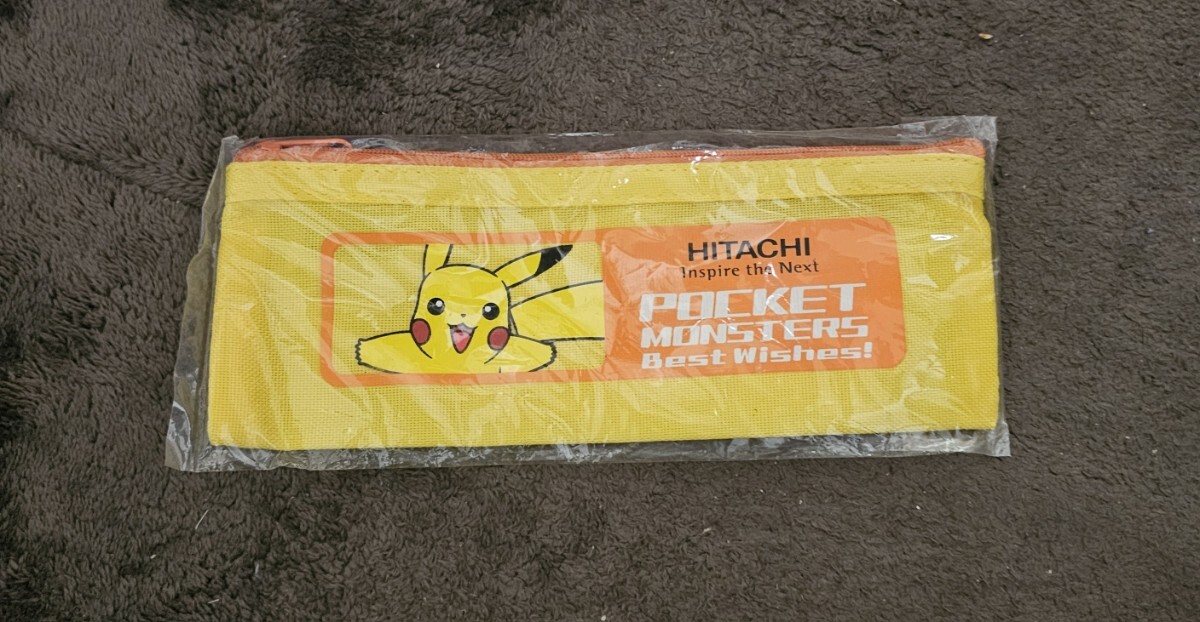 HITACHI
Inspire the Next
POCKET
MONSTERS
Best Wishes!